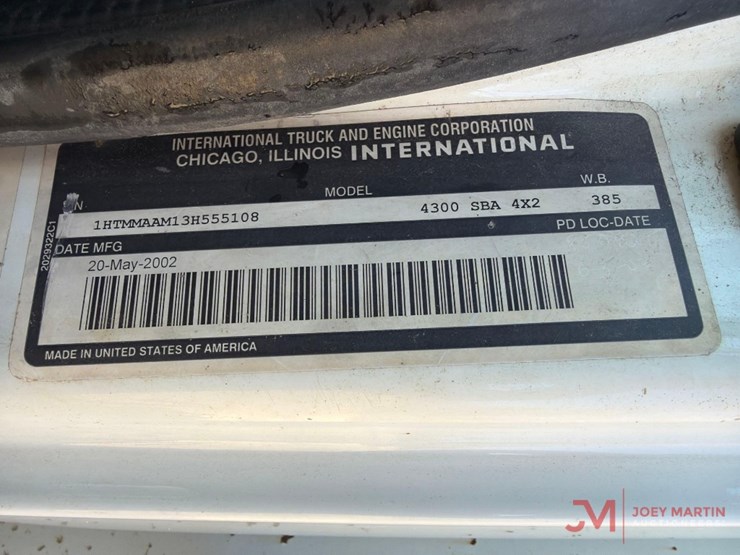 INTERNATIONAL TRUCK AND ENGINE CORPORATION
CHICAGO, ILLINOIS INTERNATIONAL
MODEL W.B.
1HTMMAAM13H555108 4300 SBA 4X2 385
DATE MFG PD LOC-DATE
20-May-2002
MADE IN UNITED STATES OF AMERICA
2029322C1
JM JOEY MARTIN